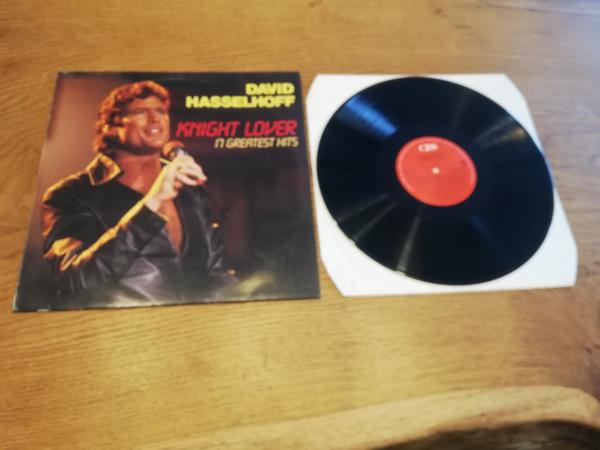 DAVID
HASSELHOFF
KNIGHT LOVER
17 GREATEST HITS
CBS